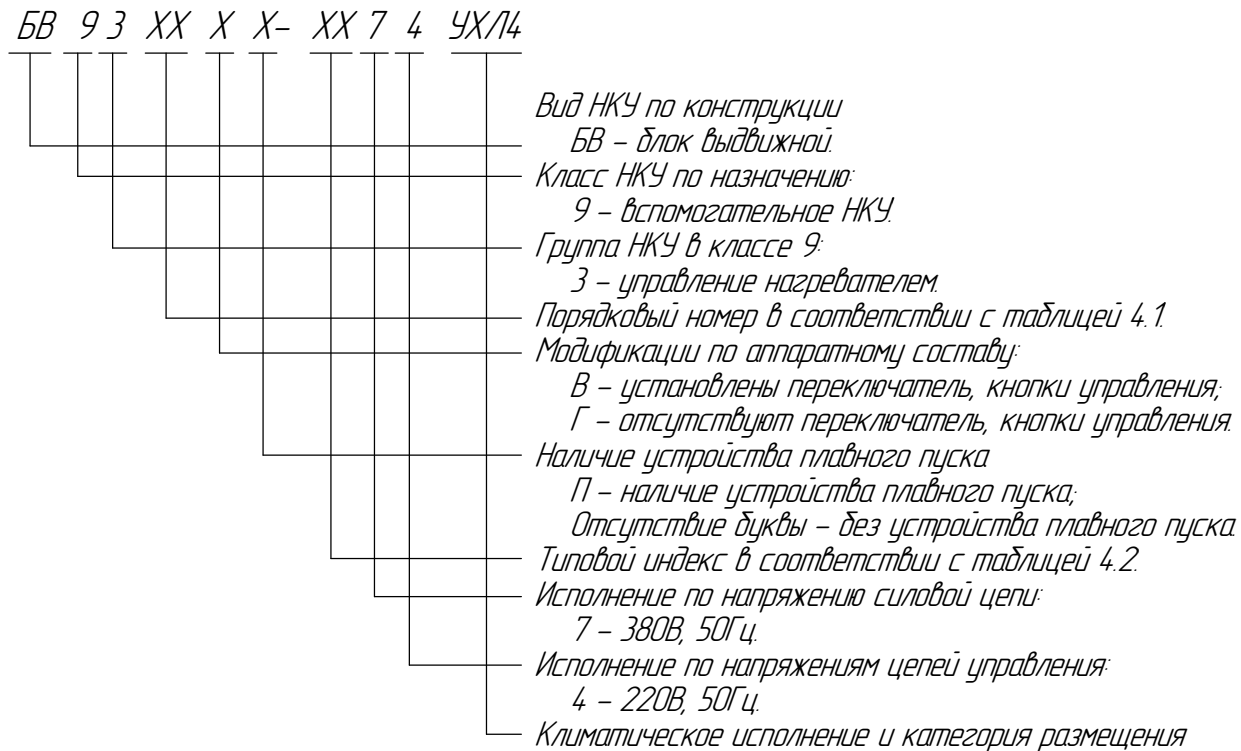 БВ 9 3 ХХ Х Х– ХХ 7 4 УХЛ4
Вид НКУ по конструкции
БВ – блок выдвижной.
Класс НКУ по назначению:
9 – вспомогательное НКУ.
Группа НКУ в классе 9:
3 – управление нагревателем.
Порядковый номер в соответствии с таблицей 4.1.
Модификации по аппаратному составу:
В – установлены переключатель, кнопки управления;
Г – отсутствуют переключатель, кнопки управления.
Наличие устройства плавного пуска
П – наличие устройства плавного пуска;
Отсутствие буквы – без устройства плавного пуска.
Типовой индекс в соответствии с таблицей 4.2.
Исполнение по напряжению силовой цепи:
7 – 380В, 50Гц.
Исполнение по напряжениям цепей управления:
4 – 220В, 50Гц.
Климатическое исполнение и категория размещения